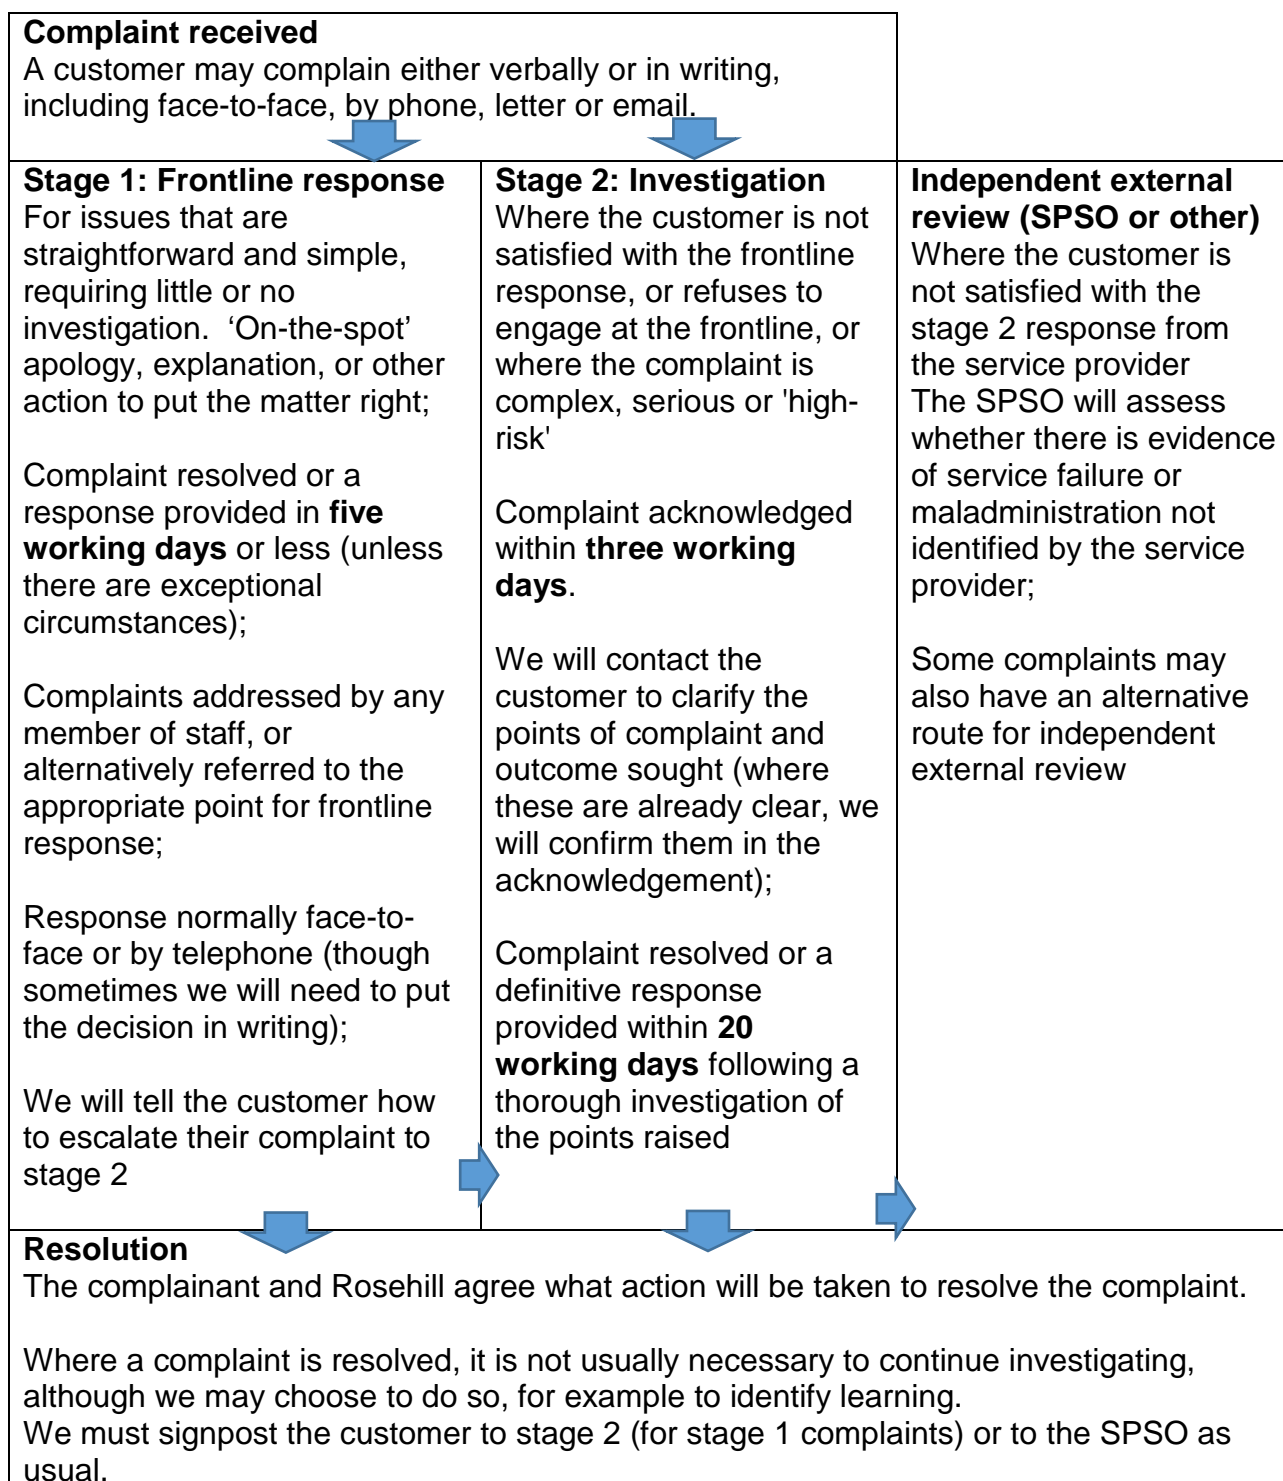 Complaint received
A customer may complain either verbally or in writing,
including face-to-face, by phone, letter or email.
Stage 1: Frontline response
For issues that are
straightforward and simple,
requiring little or no
investigation.  ‘On-the-spot’
apology, explanation, or other
action to put the matter right;
Complaint resolved or a
response provided in five
working days or less (unless
there are exceptional
circumstances);
Complaints addressed by any
member of staff, or
alternatively referred to the
appropriate point for frontline
response;
Response normally face-to-
face or by telephone (though
sometimes we will need to put
the decision in writing);
We will tell the customer how
to escalate their complaint to
stage 2
Stage 2: Investigation
Where the customer is not
satisfied with the frontline
response, or refuses to
engage at the frontline, or
where the complaint is
complex, serious or 'high-
risk'
Complaint acknowledged
within three working
days.
We will contact the
customer to clarify the
points of complaint and
outcome sought (where
these are already clear, we
will confirm them in the
acknowledgement);
Complaint resolved or a
definitive response
provided within 20
working days following a
thorough investigation of
the points raised
Independent external
review (SPSO or other)
Where the customer is
not satisfied with the
stage 2 response from
the service provider
The SPSO will assess
whether there is evidence
of service failure or
maladministration not
identified by the service
provider;
Some complaints may
also have an alternative
route for independent
external review
Resolution
The complainant and Rosehill agree what action will be taken to resolve the complaint.
Where a complaint is resolved, it is not usually necessary to continue investigating,
although we may choose to do so, for example to identify learning.
We must signpost the customer to stage 2 (for stage 1 complaints) or to the SPSO as
usual.